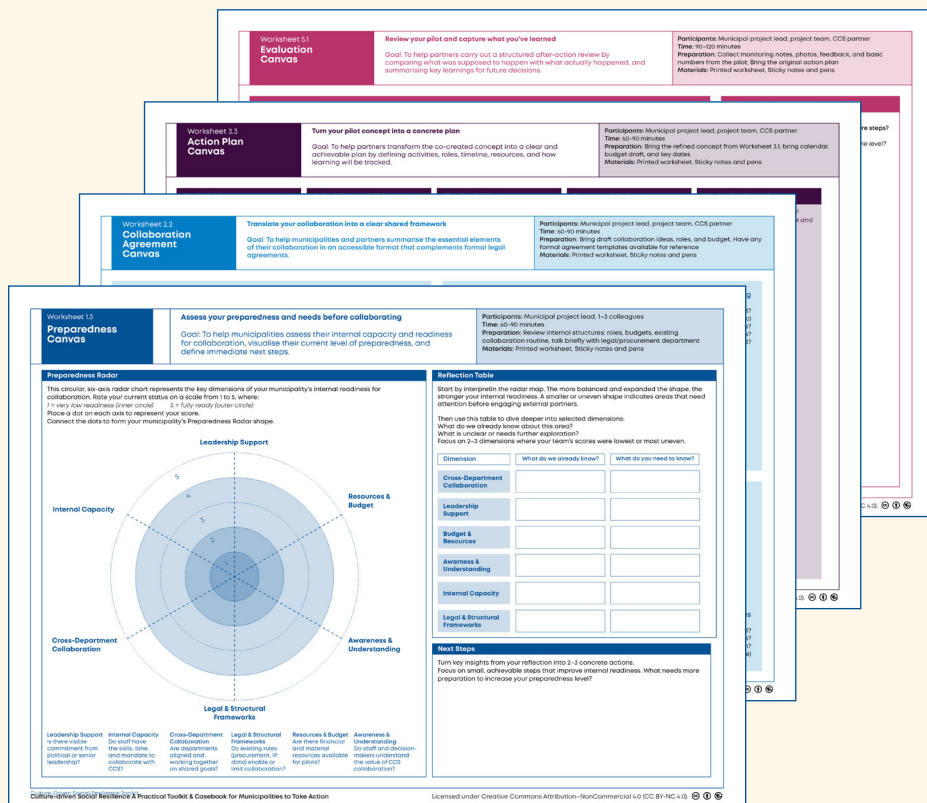 Worksheet 5.1
Evaluation
Canvas
Review your pilot and capture what you've learned
Goal: To help partners carry out a structured after-action review by
comparing what was supposed to happen with what actually happened, and
summarising key learnings for future decisions.
Participants: Municipal project lead, project team, CCS partner
Time: 90–120 minutes
Preparation: Collect monitoring notes, photos, feedback, and basic
numbers from the pilot; Bring the original action plan
Materials: Printed worksheet, Sticky notes and pens
re steps?
ne level?
C 4.0).
Worksheet 3.3
Action Plan
Canvas
Turn your pilot concept into a concrete plan
Goal: To help partners transform the co-created concept into a clear and
achievable plan by defining activities, roles, timeline, resources, and how
learning will be tracked.
Participants: Municipal project lead, project team, CCS partner
Time: 60-90 minutes
Preparation: Bring the refined concept from Worksheet 3.1; bring calendar,
budget draft, and key dates
Materials: Printed worksheet, Sticky notes and pens
and
4.0).
Worksheet 2.2
Collaboration
Agreement
Canvas
Translate your collaboration into a clear shared framework
Goal: To help municipalities and partners summarise the essential elements
of their collaboration in an accessible format that complements formal legal
agreements.
Participants: Municipal project lead, project team, CCS partner
Time: 60-90 minutes
Preparation: Bring draft collaboration ideas, roles, and budget; Have any
formal agreement templates available for reference
Materials: Printed worksheet, Sticky notes and pens
Worksheet 1.3
Preparedness
Canvas
Assess your preparedness and needs before collaborating
Goal: To help municipalities assess their internal capacity and readiness
for collaboration, visualise their current level of preparedness, and
define immediate next steps.
Participants: Municipal project lead, 1–3 colleagues
Time: 60-90 minutes
Preparation: Review internal structures: roles, budgets, existing
collaboration routine, talk briefly with legal/procurement department
Materials: Printed worksheet, Sticky notes and pens
Preparedness Radar
This circular, six-axis radar chart represents the key dimensions of your municipality's internal readiness for
collaboration. Rate your current status on a scale from 1 to 5, where:
1 = very low readiness (inner circle) 5 = fully ready (outer circle)
Place a dot on each axis to represent your score.
Connect the dots to form your municipality's Preparedness Radar shape.
Leadership Support
Resources &
Budget
Awareness &
Understanding
Legal & Structural
Frameworks
Cross-Department
Collaboration
Internal Capacity
5
4
3
2
1
Leadership Support
Is there visible
commitment from
political or senior
leadership?
Internal Capacity
Do staff have
the skills, time,
and mandate to
collaborate with
CCS?
Cross-Department
Collaboration
Are departments
aligned and
working together
on shared goals?
Legal & Structural
Frameworks
Do existing rules
(procurement, IP,
data) enable or
limit collaboration?
Resources & Budget
Are there financial
and material
resources available
for pilots?
Awareness &
Understanding
Do staff and decision-
makers understand
the value of CCS
collaboration?
Reflection Table
Start by interpretin the radar map. The more balanced and expanded the shape, the
stronger your internal readiness. A smaller or uneven shape indicates areas that need
attention before engaging external partners.
Then use this table to dive deeper into selected dimensions:
What do we already know about this area?
What is unclear or needs further exploration?
Focus on 2–3 dimensions where your team's scores were lowest or most uneven.
Dimension What do we already know? What do you need to know?
Cross-Department
Collaboration
Leadership
Support
Budget &
Resources
Awarness &
Understanding
Internal Capacity
Legal & Structural
Frameworks
Next Steps
Turn key insights from your reflection into 2–3 concrete actions.
Focus on small, achievable steps that improve internal readiness. What needs more
preparation to increase your preparedness level?
Culture-Driven Social Resilience Toolkit
Culture-driven Social Resilience A Practical Toolkit & Casebook for Municipalities to Take Action
Licensed under Creative Commons Attribution–NonCommercial 4.0 (CC BY-NC 4.0).